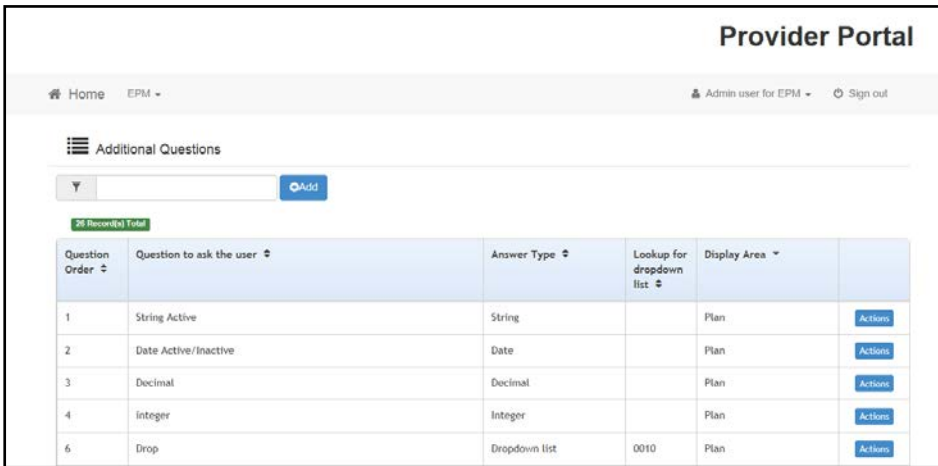 Provider Portal
Home EPM Admin user for EPM Sign out
Additional Questions
Add
26 Record(s) Total
Question Order Question to ask the user Answer Type Lookup for dropdown list Display Area
1 String Active String Plan Actions
2 Date Active/Inactive Date Plan Actions
3 Decimal Decimal Plan Actions
4 Integer Integer Plan Actions
6 Drop Dropdown list 0010 Plan Actions